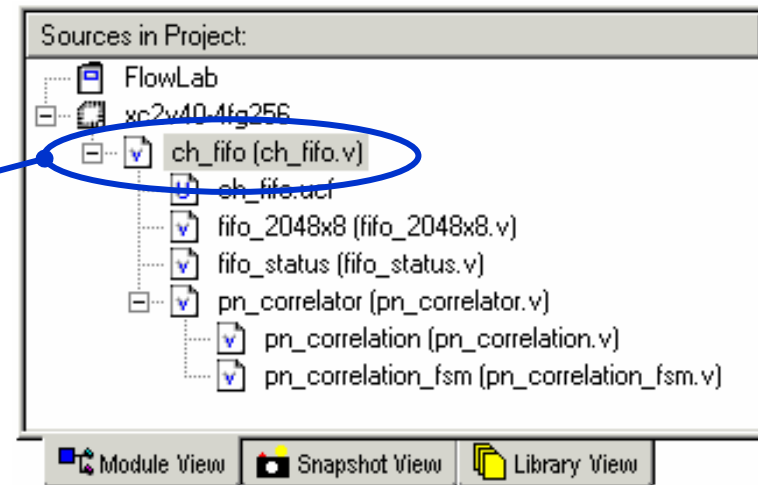 Sources in Project:
FlowLab
xc2v40-4fg256
ch_fifo (ch_fifo.v)
ch_fifo.ucf
fifo_2048x8 (fifo_2048x8.v)
fifo_status (fifo_status.v)
pn_correlator (pn_correlator.v)
pn_correlation (pn_correlation.v)
pn_correlation_fsm (pn_correlation_fsm.v)
Module View Snapshot View Library View